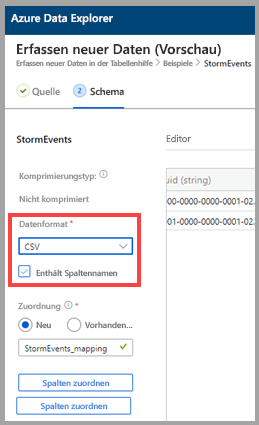 Azure Data Explorer
Erfassen neuer Daten (Vorschau)
Erfassen neuer Daten in der Tabellenhilfe > Beispiele > StormEvents
Quelle 2 Schema
StormEvents Editor
Komprimierungstyp:
uid (string)
Nicht komprimiert
00-0000-0000-0001-02.
01-0000-0000-0001-02.
Datenformat *
CSV
Enthält Spaltennamen
Zuordnung *
Neu Vorhanden...
StormEvents_mapping
Spalten zuordnen
Spalten zuordnen